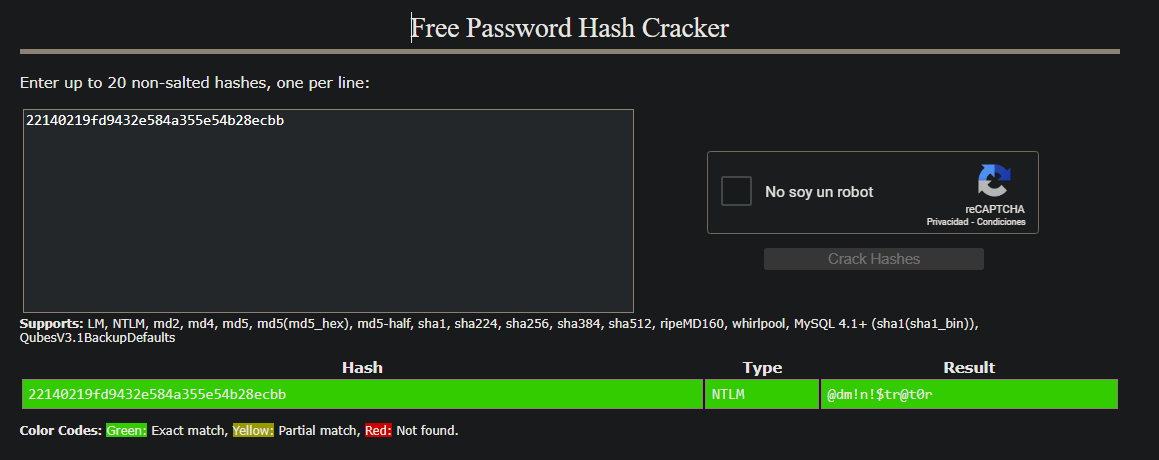 Free Password Hash Cracker
Enter up to 20 non-salted hashes, one per line:
22140219fd9432e584a355e54b28ecbb
No soy un robot
reCAPTCHA
Privacidad - Condiciones
Crack Hashes
Supports: LM, NTLM, md2, md4, md5, md5(md5_hex), md5-half, sha1, sha224, sha256, sha384, sha512, ripeMD160, whirlpool, MySQL 4.1+ (sha1(sha1_bin)),
QubesV3.1BackupDefaults
Hash Type Result
22140219fd9432e584a355e54b28ecbb NTLM @dm!n!$tr@t0r
Color Codes: Green: Exact match, Yellow: Partial match, Red: Not found.